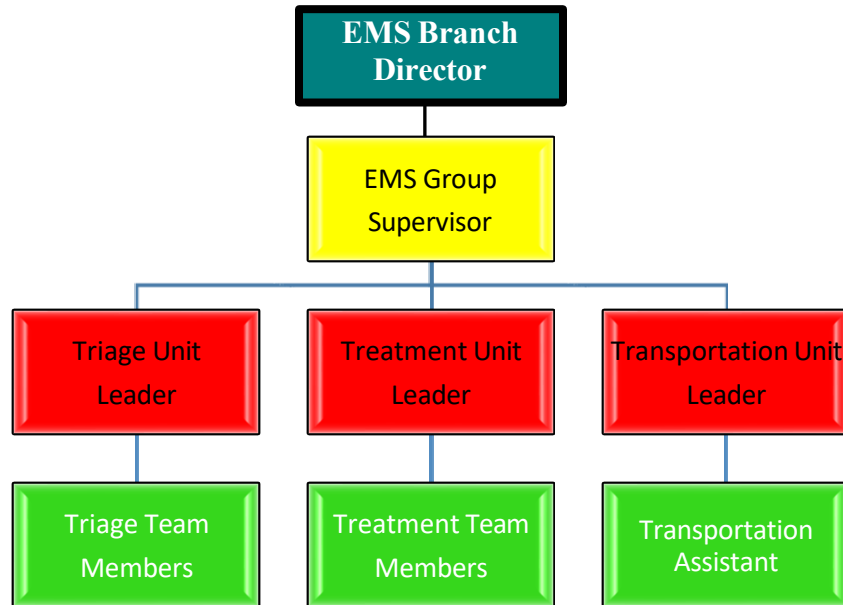 EMS Branch
Director
EMS Group
Supervisor
Triage Unit
Leader
Treatment Unit
Leader
Transportation Unit
Leader
Triage Team
Members
Treatment Team
Members
Transportation
Assistant